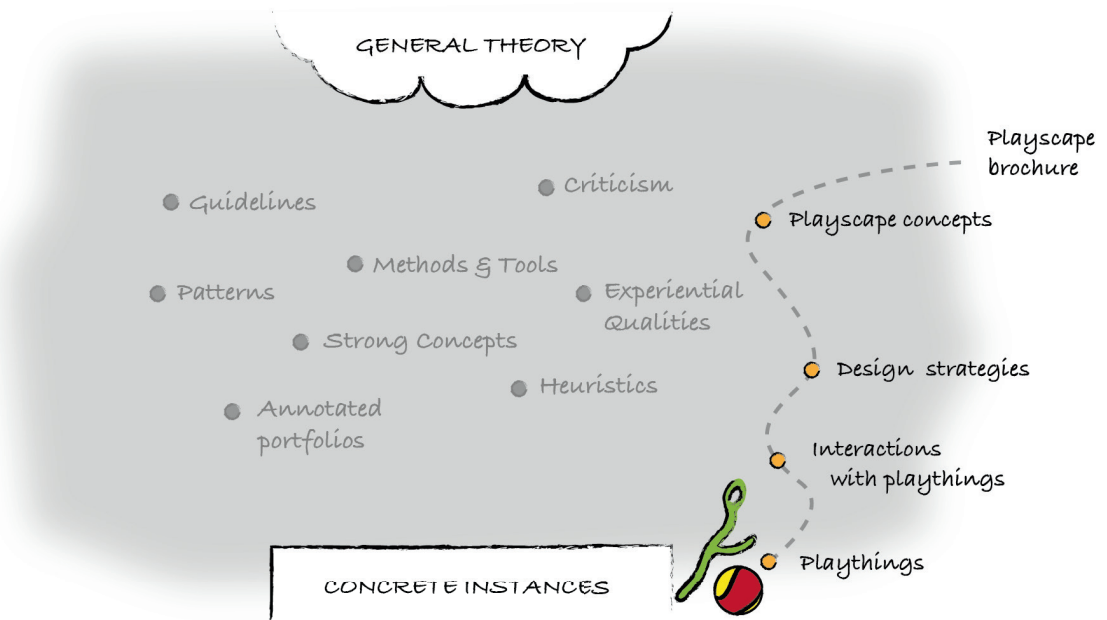 GENERAL THEORY
Playscape
brochure
Criticism
Guidelines
Playscape concepts
Methods & Tools
Patterns
Experiential
Qualities
Strong Concepts
Design strategies
Heuristics
Annotated
portfolios
Interactions
with playthings
Playthings
CONCRETE INSTANCES